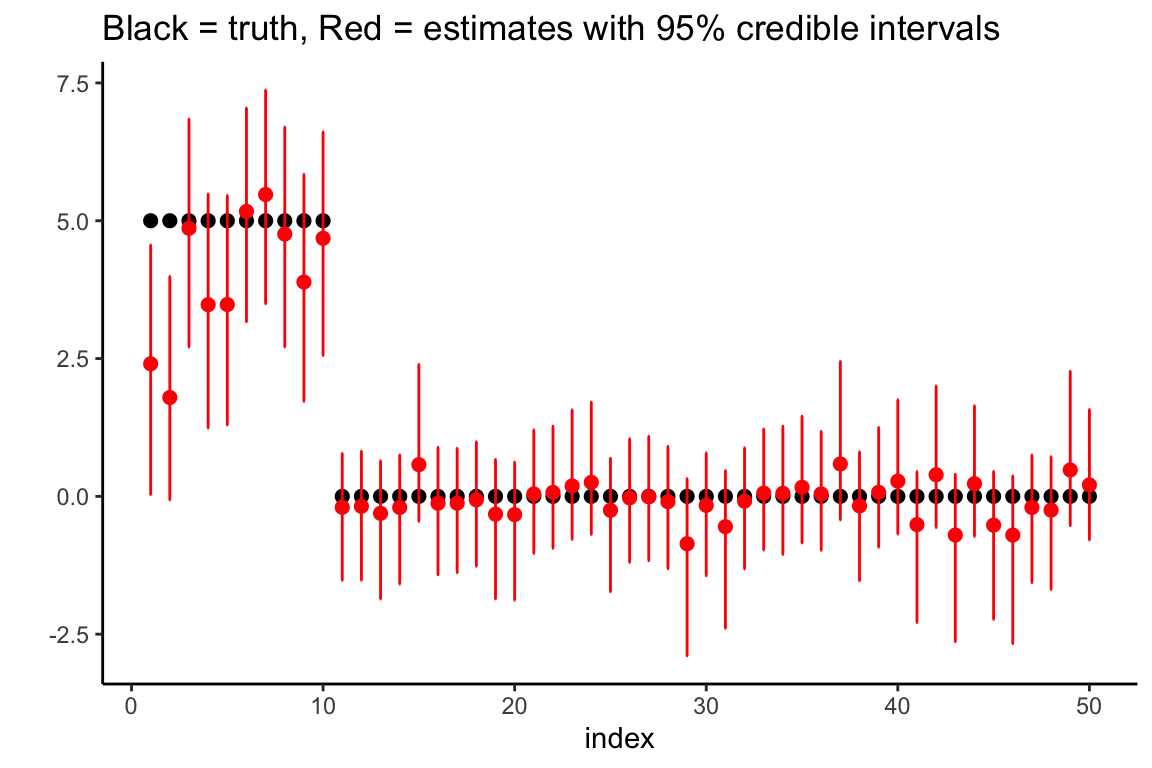 Black = truth, Red = estimates with 95% credible intervals
7.5
5.0
2.5
0.0
-2.5
0 10 20 30 40 50
index